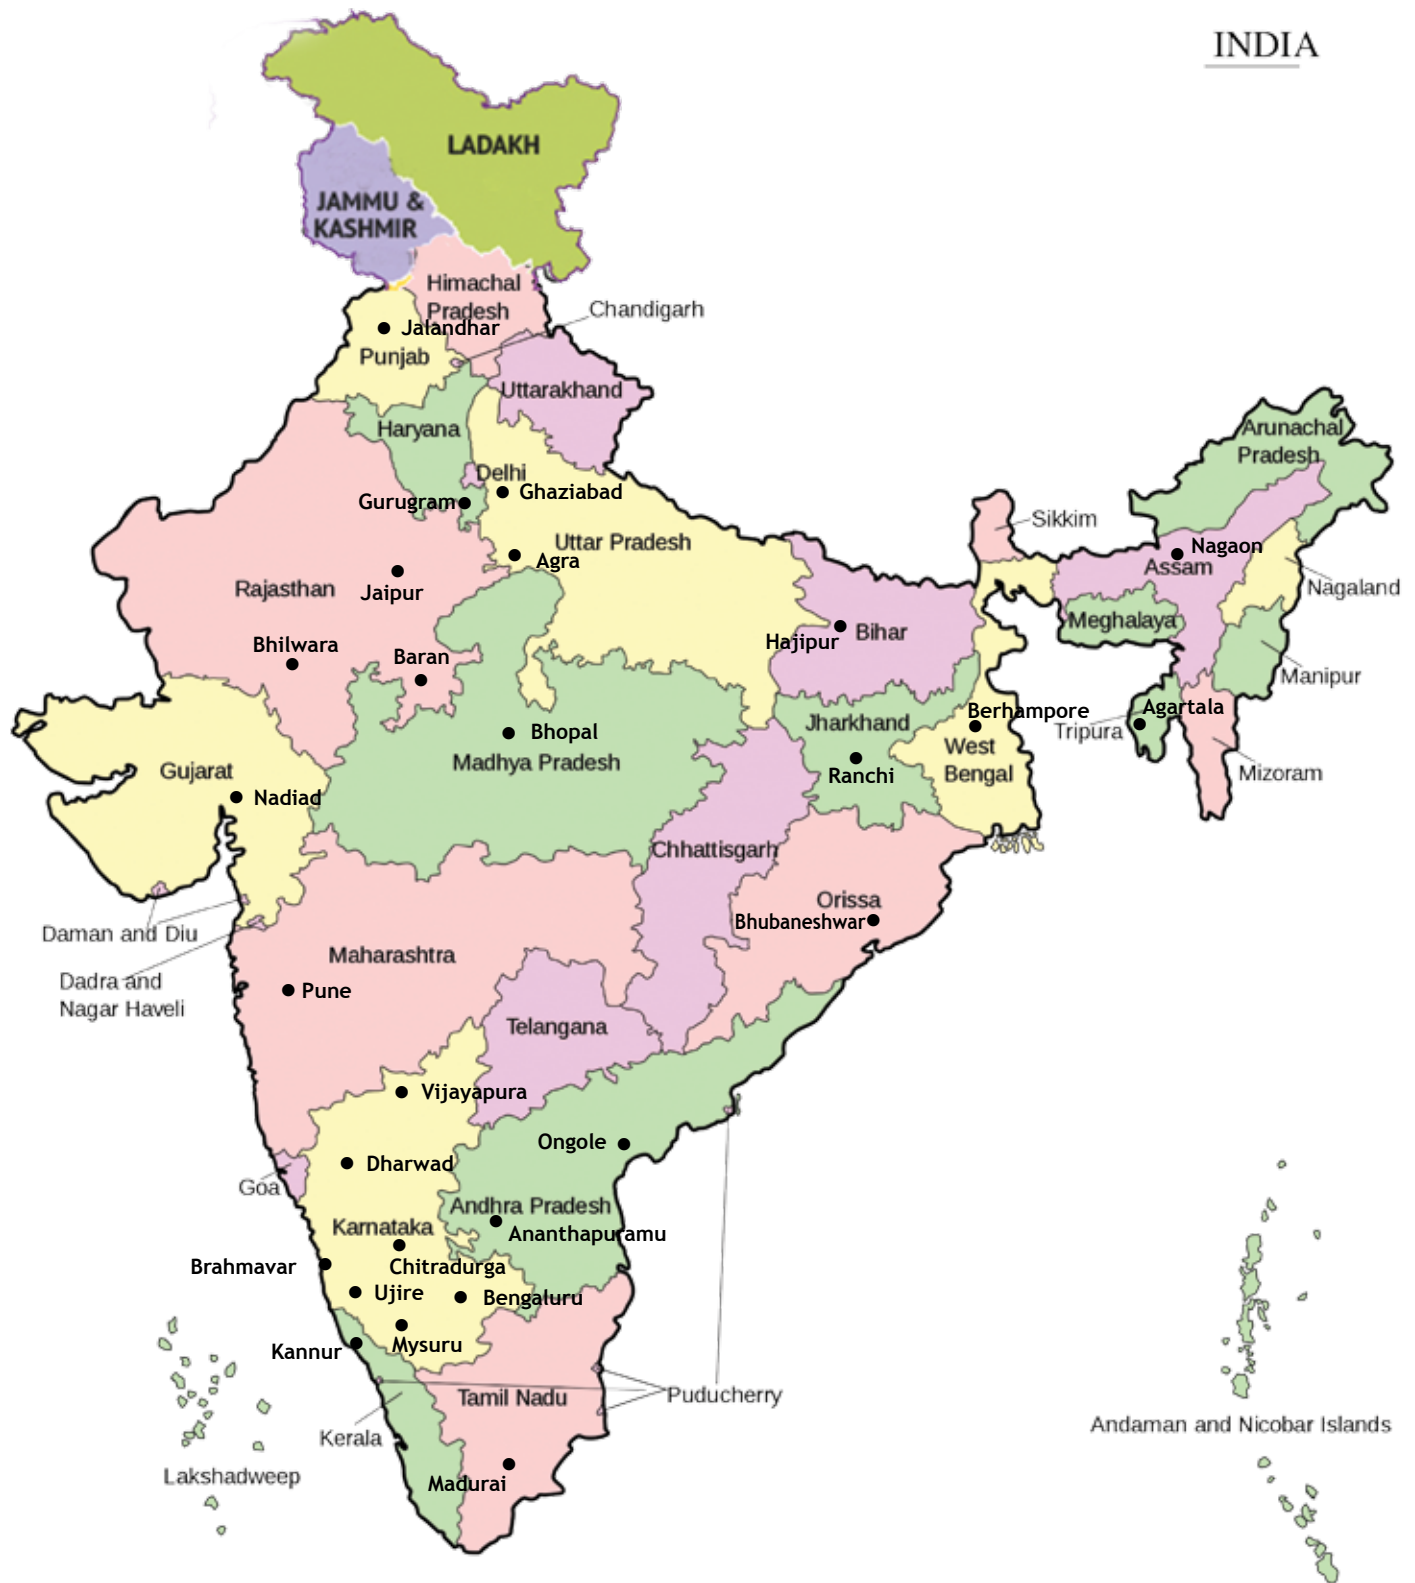 INDIA
LADAKH
JAMMU &
KASHMIR
Himachal
Pradesh
Chandigarh
Jalandhar
Punjab
Uttarakhand
Haryana
Arunachal
Pradesh
Delhi
Ghaziabad
Gurugram
Sikkim
Uttar Pradesh
Agra
Nagaon
Assam
Jaipur
Rajasthan
Nagaland
Meghalaya
Hajipur
Bihar
Bhilwara
Baran
Manipur
Berhampore
Agartala
Tripura
Jharkhand
Bhopal
West
Bengal
Madhya Pradesh
Gujarat
Ranchi
Mizoram
Nadiad
Chhattisgarh
Orissa
Bhubaneshwar
Daman and Diu
Maharashtra
Dadra and
Nagar Haveli
Pune
Telangana
Vijayapura
Ongole
Dharwad
Goa
Andhra Pradesh
Karnataka
Ananthapuramu
Brahmavar
Chitradurga
Ujire
Bengaluru
Mysuru
Kannur
Tamil Nadu
Puducherry
Kerala
Andaman and Nicobar Islands
Lakshadweep
Madurai